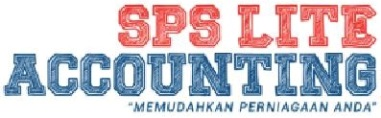 SPS LITE
ACCOUNTING
"MEMUDAHKAN PERNIAGAAN ANDA"